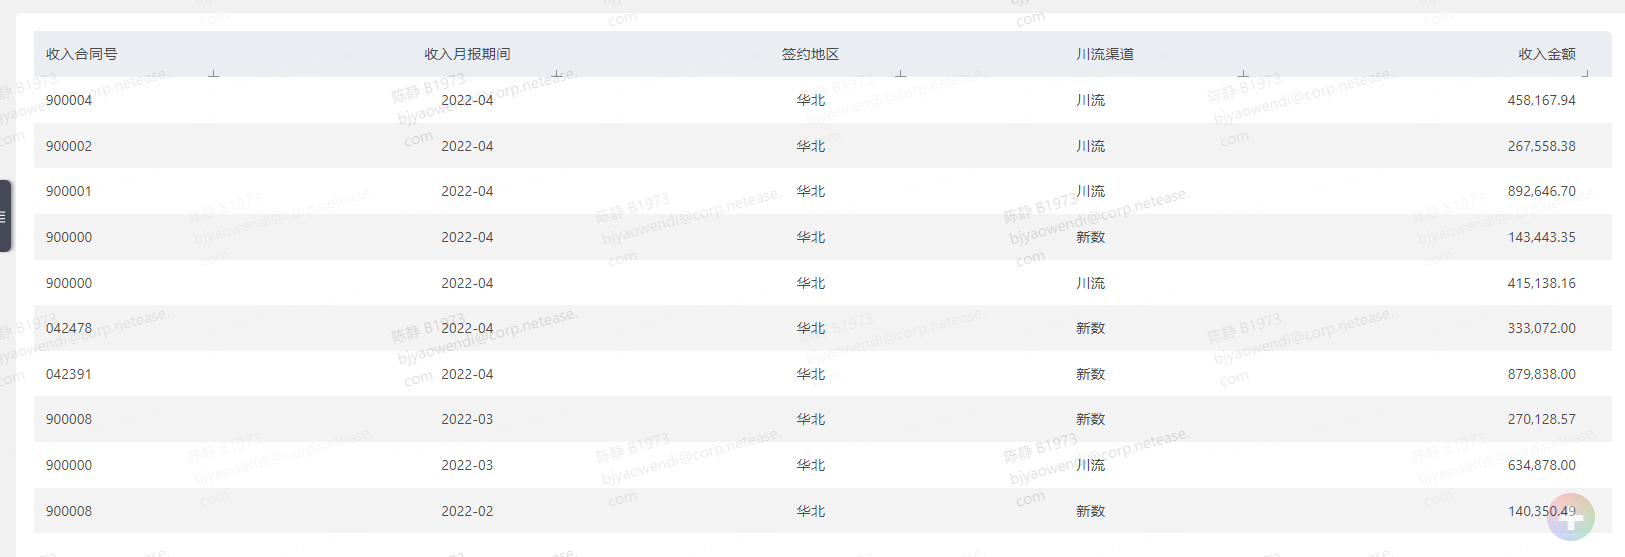 收入合同号 收入月报期间 签约地区 川流渠道 收入金额
900004 2022-04 华北 川流 458,167.94
900002 2022-04 华北 川流 267,558.38
900001 2022-04 华北 川流 892,646.70
900000 2022-04 华北 新数 143,443.35
900000 2022-04 华北 川流 415,138.16
042478 2022-04 华北 新数 333,072.00
042391 2022-04 华北 新数 879,838.00
900008 2022-03 华北 新数 270,128.57
900000 2022-03 华北 川流 634,878.00
900008 2022-02 华北 新数 140,350.49
陈静 B1973
bjyaowendi@corp.netease.
com